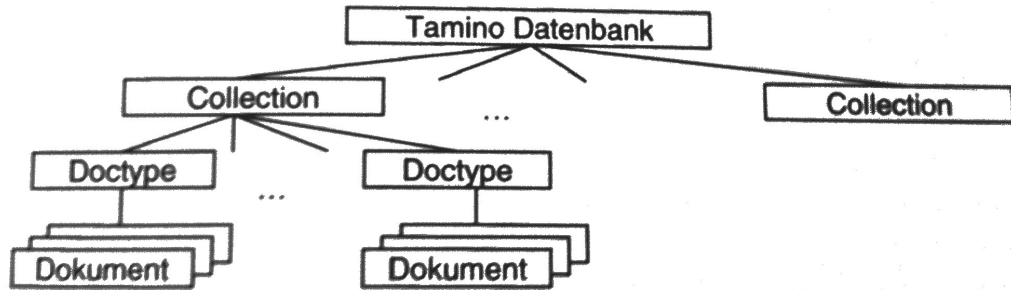 Tamino Datenbank
Collection
...
Collection
Doctype
...
Doctype
Dokument
Dokument